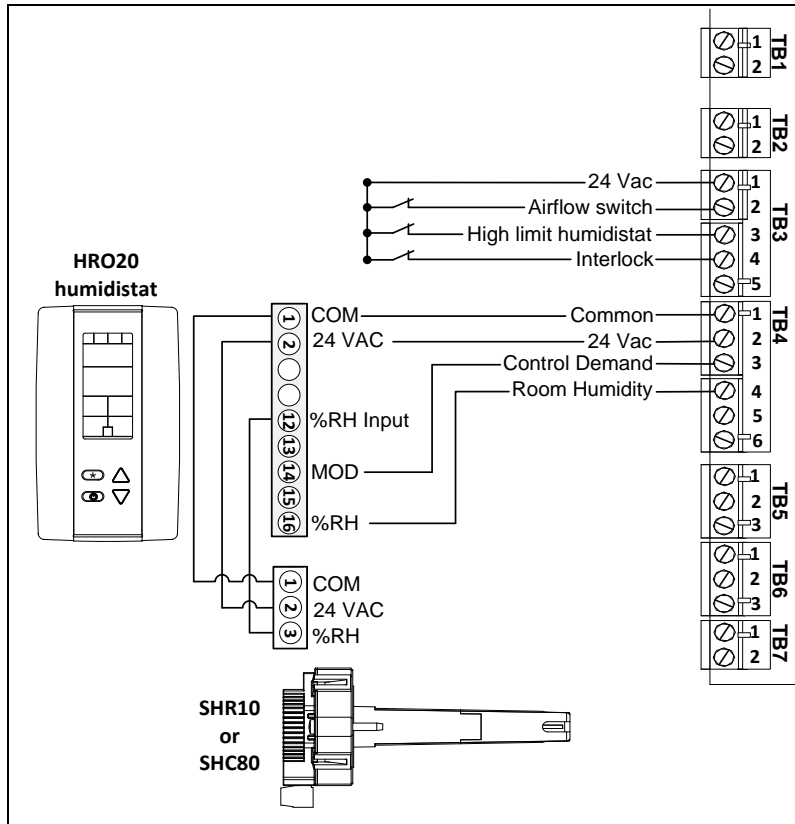 1 TB1
2
1 TB2
2
24 Vac 1 TB3
Airflow switch 2
High limit humidistat 3
Interlock 4
5
HRO20
humidistat
1 COM Common 1 TB4
2 24 VAC 24 Vac 2
Control Demand 3
Room Humidity 4
12 %RH Input 5
13 6
14 MOD
15
16 %RH
1 TB5
2
3
1 COM
2 24 VAC
3 %RH
1 TB6
2
3
1 TB7
2
SHR10
or
SHC80